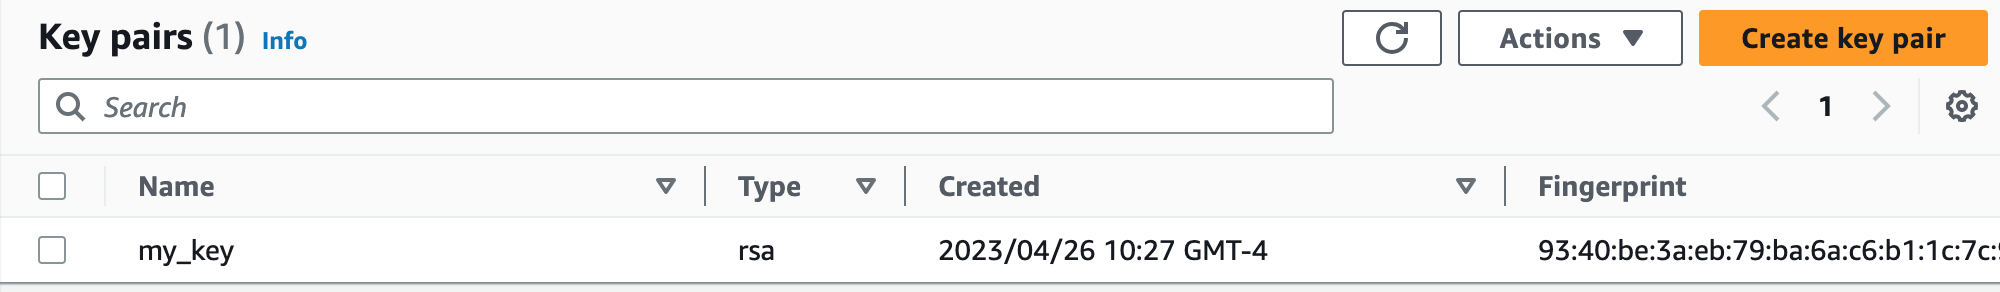 Key pairs (1) Info
Actions
Create key pair
Search
1
Name Type Created Fingerprint
my_key rsa 2023/04/26 10:27 GMT-4 93:40:be:3a:eb:79:ba:6a:c6:b1:1c:7c: